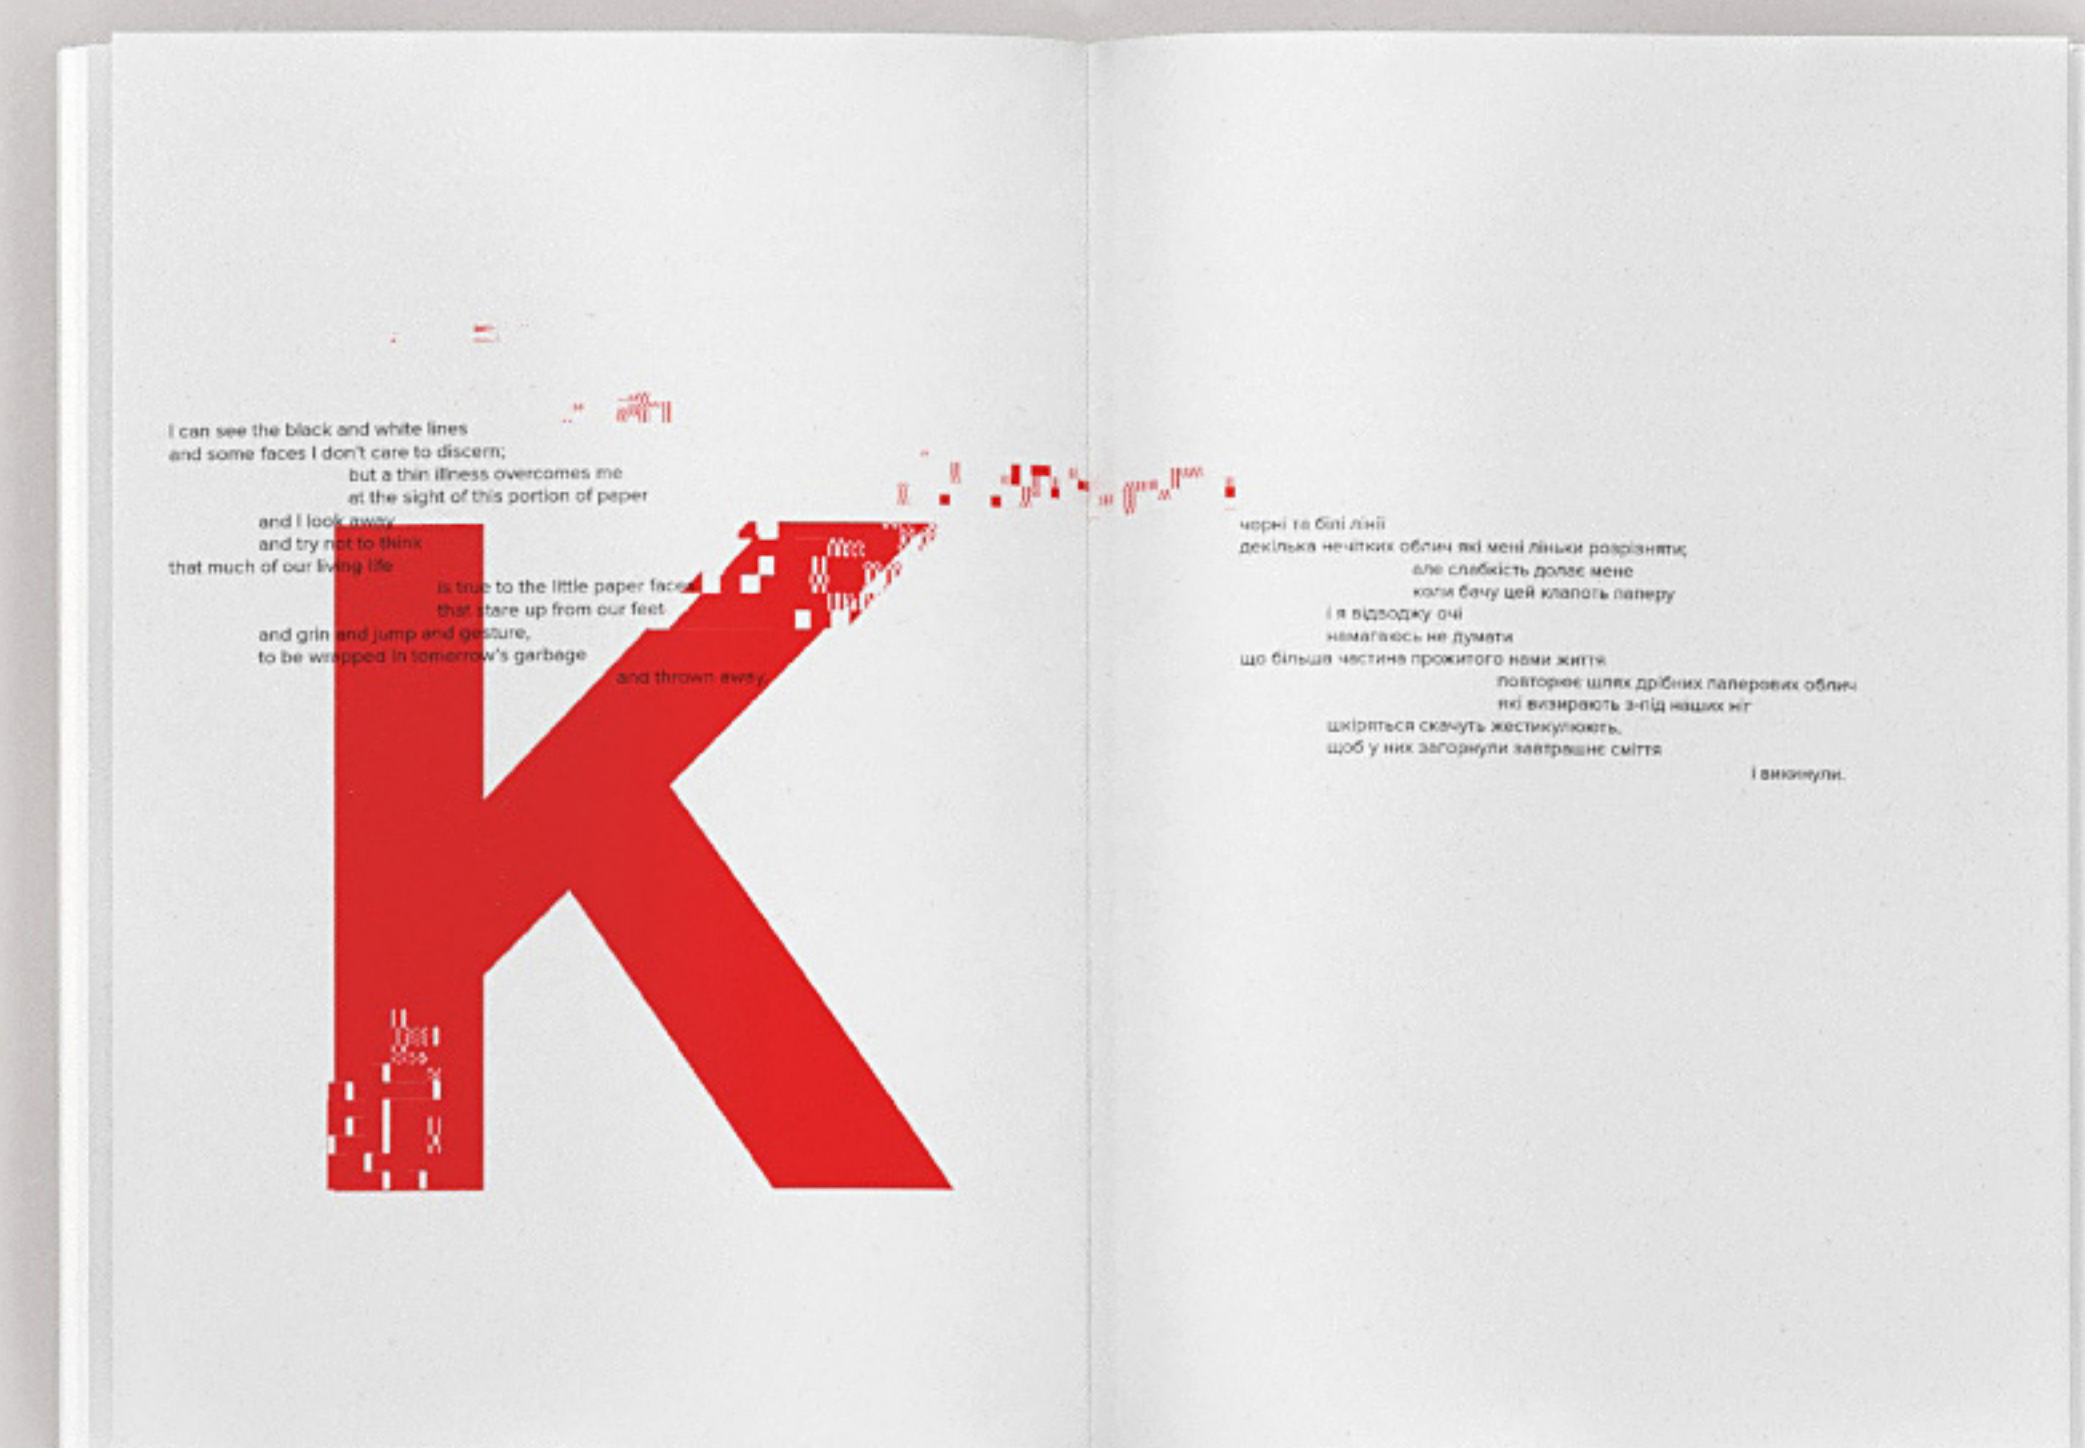 I can see the black and white lines
and some faces I don't care to discern;
but a thin illness overcomes me
at the sight of this portion of paper
and I look away
and try not to think
that much of our living life
is true to the little paper faces
that stare up from our feet
and grin and jump and gesture,
to be wrapped in tomorrow's garbage
and thrown away.
K
чорні та білі лінії
декілька нечітких облич які мені ліньки розрізняти;
але слабкість долає мене
коли бачу цей клапоть паперу
і я відводжу очі
намагаюсь не думати
що більша частина прожитого нами життя
повторює шлях дрібних паперових облич
які визирають з-під наших ніг
шкіряться скачуть жестикулюють,
щоб у них загорнули завтрашнє сміття
і викинули.